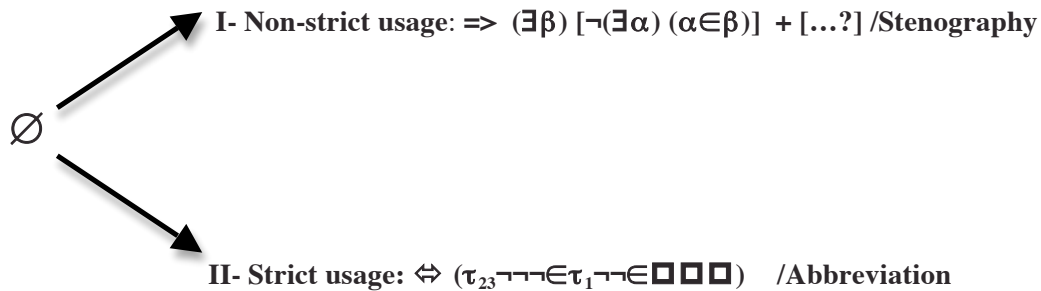 I- Non-strict usage: => (∃β) [¬(∃α) (α∈β)] + […?] /Stenography
∅
II- Strict usage: ⇔ (τ₂₃¬¬¬∈τ₁¬¬∈□□□) /Abbreviation